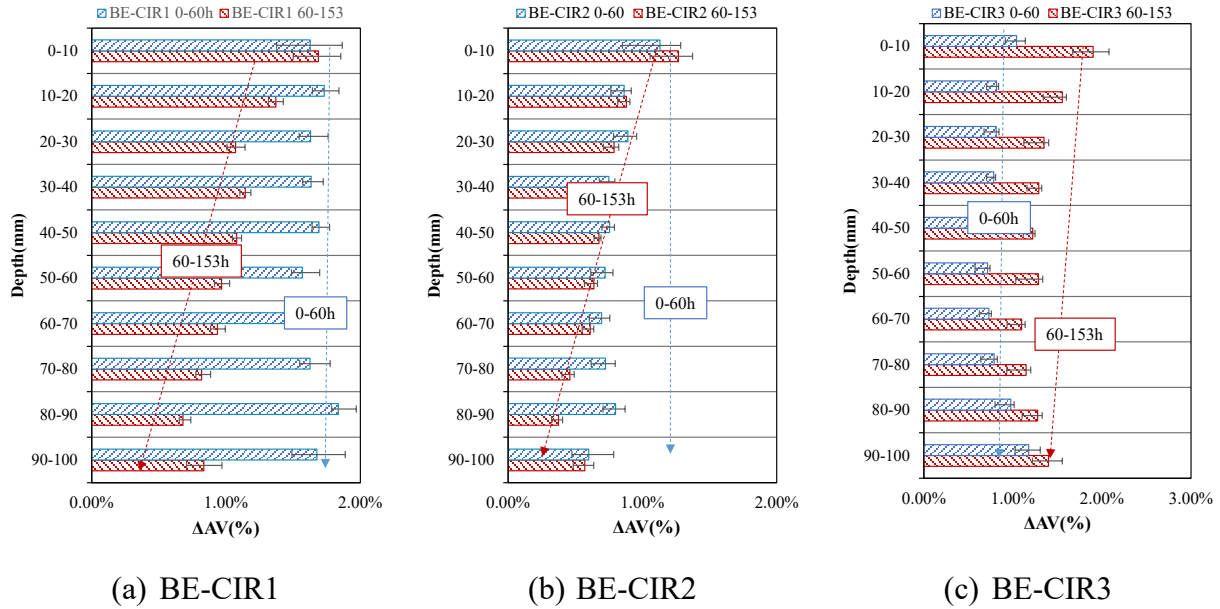 BE-CIR1 0-60h BE-CIR1 60-153
Depth(mm)
0-10
10-20
20-30
30-40
40-50
50-60
60-70
70-80
80-90
90-100
60-153h
0-60h
0.00% 1.00% 2.00%
ΔAV(%)
(a) BE-CIR1
BE-CIR2 0-60 BE-CIR2 60-153
Depth(mm)
0-10
10-20
20-30
30-40
40-50
50-60
60-70
70-80
80-90
90-100
60-153h
0-60h
0.00% 1.00% 2.00%
ΔAV(%)
(b) BE-CIR2
BE-CIR3 0-60 BE-CIR3 60-153
Depth(mm)
0-10
10-20
20-30
30-40
40-50
50-60
60-70
70-80
80-90
90-100
0-60h
60-153h
0.00% 1.00% 2.00% 3.00%
ΔAV(%)
(c) BE-CIR3